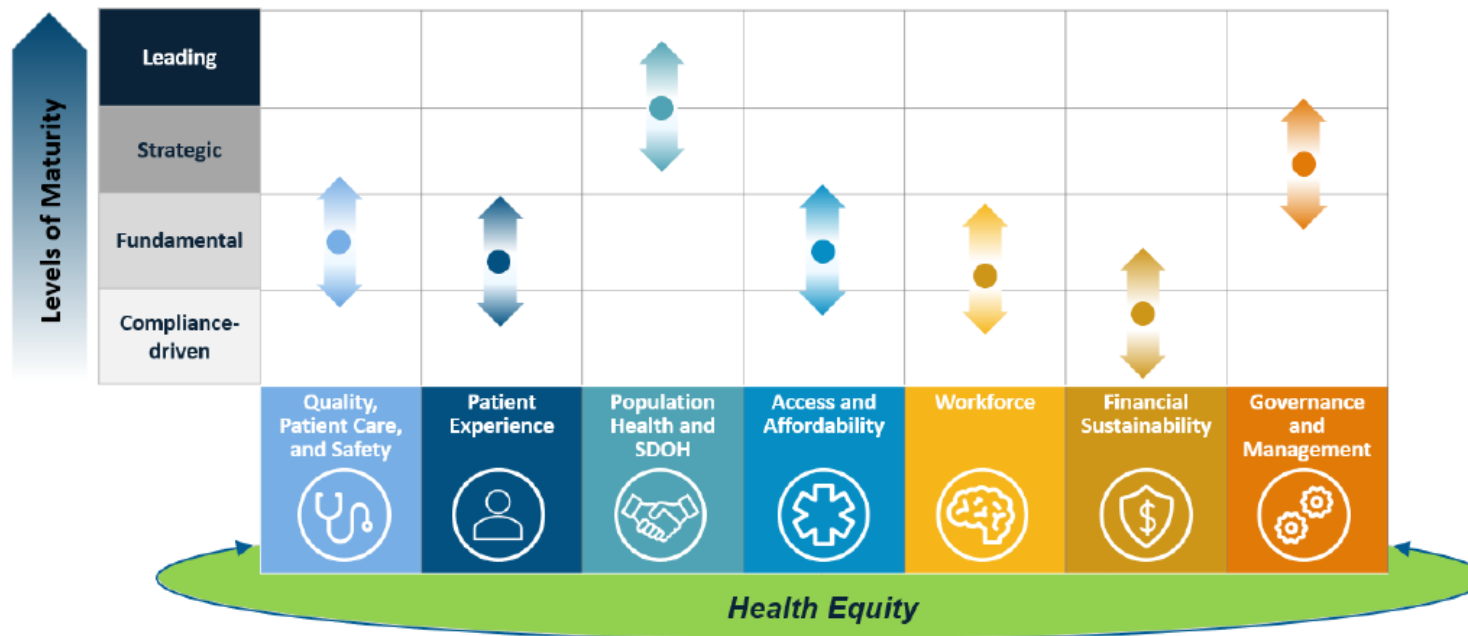 Levels of Maturity
Leading
Strategic
Fundamental
Compliance-
driven
Quality,
Patient Care,
and Safety
Patient
Experience
Population
Health and
SDOH
Access and
Affordability
Workforce
Financial
Sustainability
$
Governance
and
Management
Health Equity